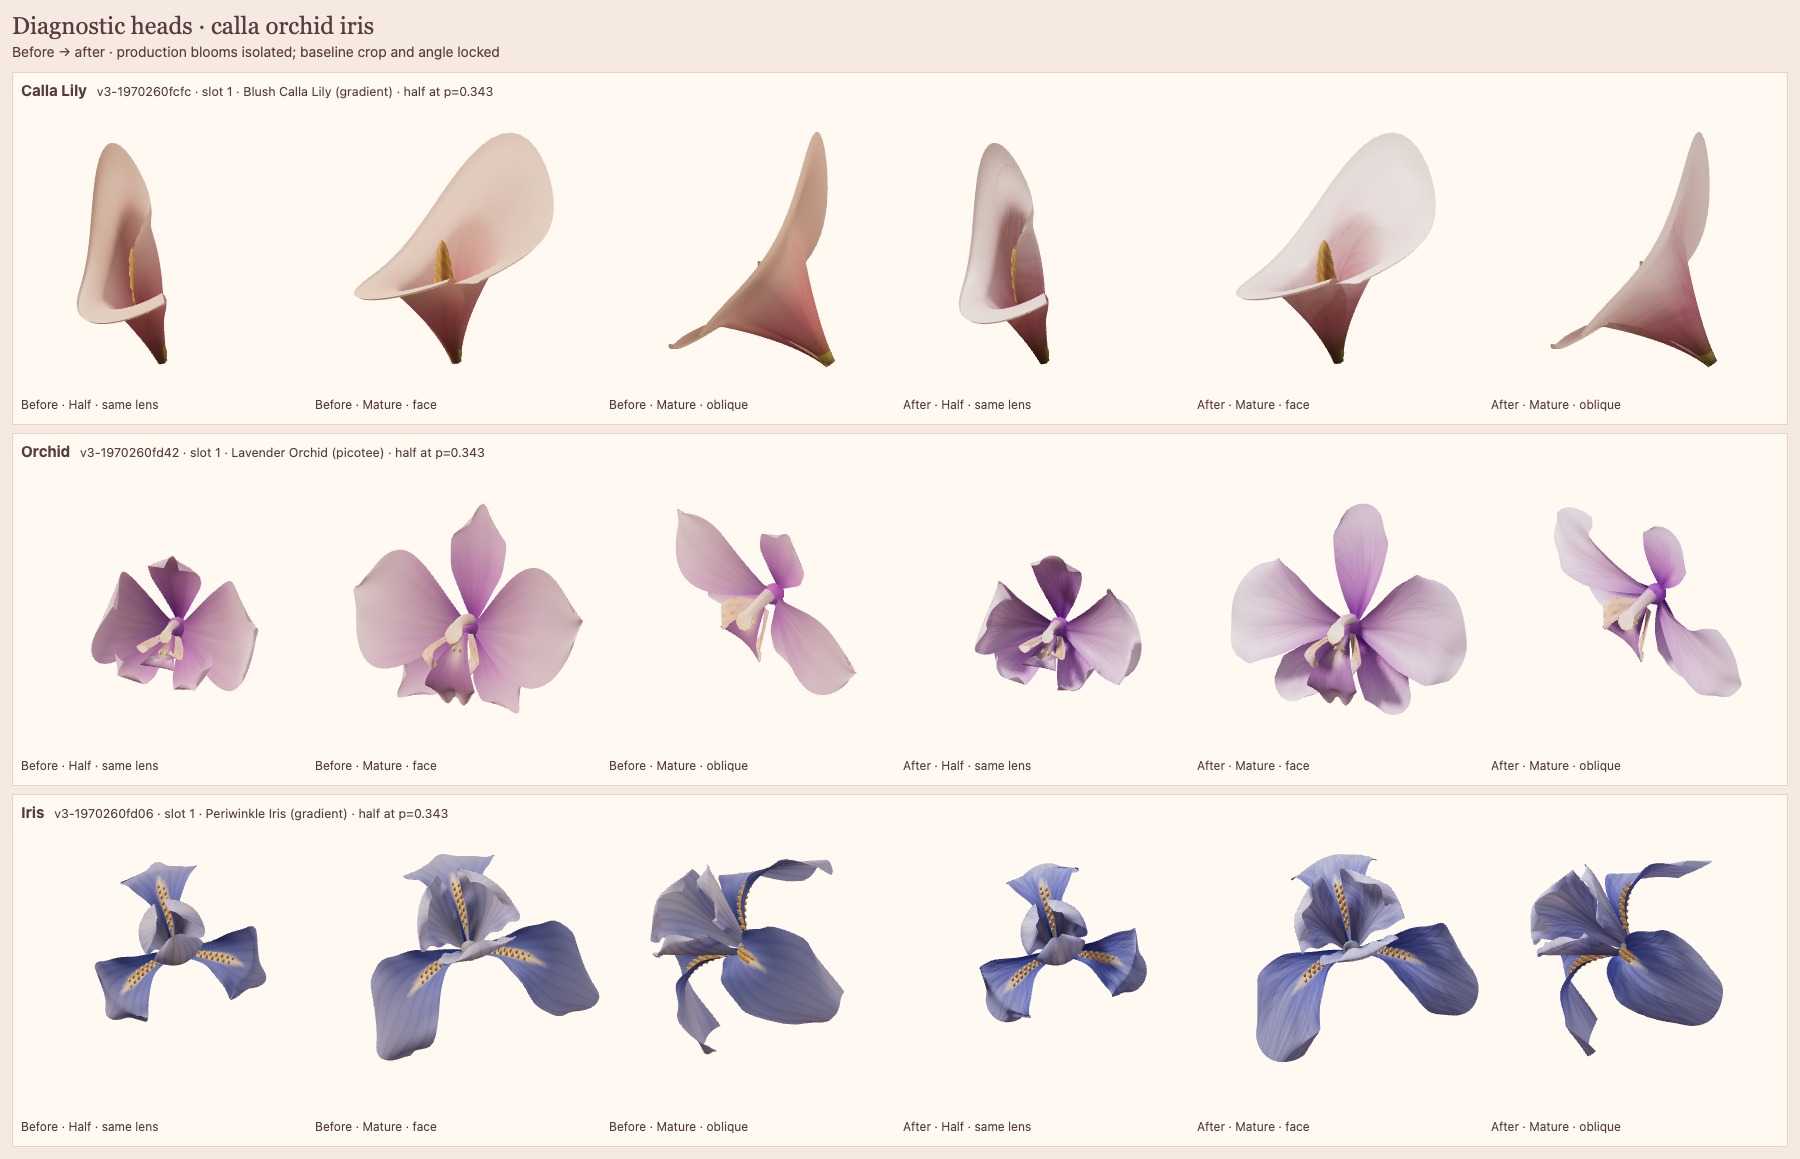 Diagnostic heads · calla orchid iris
Before → after · production blooms isolated; baseline crop and angle locked
Calla Lily v3-1970260fcfc · slot 1 · Blush Calla Lily (gradient) · half at p=0.343
Before · Half · same lens
Before · Mature · face
Before · Mature · oblique
After · Half · same lens
After · Mature · face
After · Mature · oblique
Orchid v3-1970260fd42 · slot 1 · Lavender Orchid (picotee) · half at p=0.343
Before · Half · same lens
Before · Mature · face
Before · Mature · oblique
After · Half · same lens
After · Mature · face
After · Mature · oblique
Iris v3-1970260fd06 · slot 1 · Periwinkle Iris (gradient) · half at p=0.343
Before · Half · same lens
Before · Mature · face
Before · Mature · oblique
After · Half · same lens
After · Mature · face
After · Mature · oblique